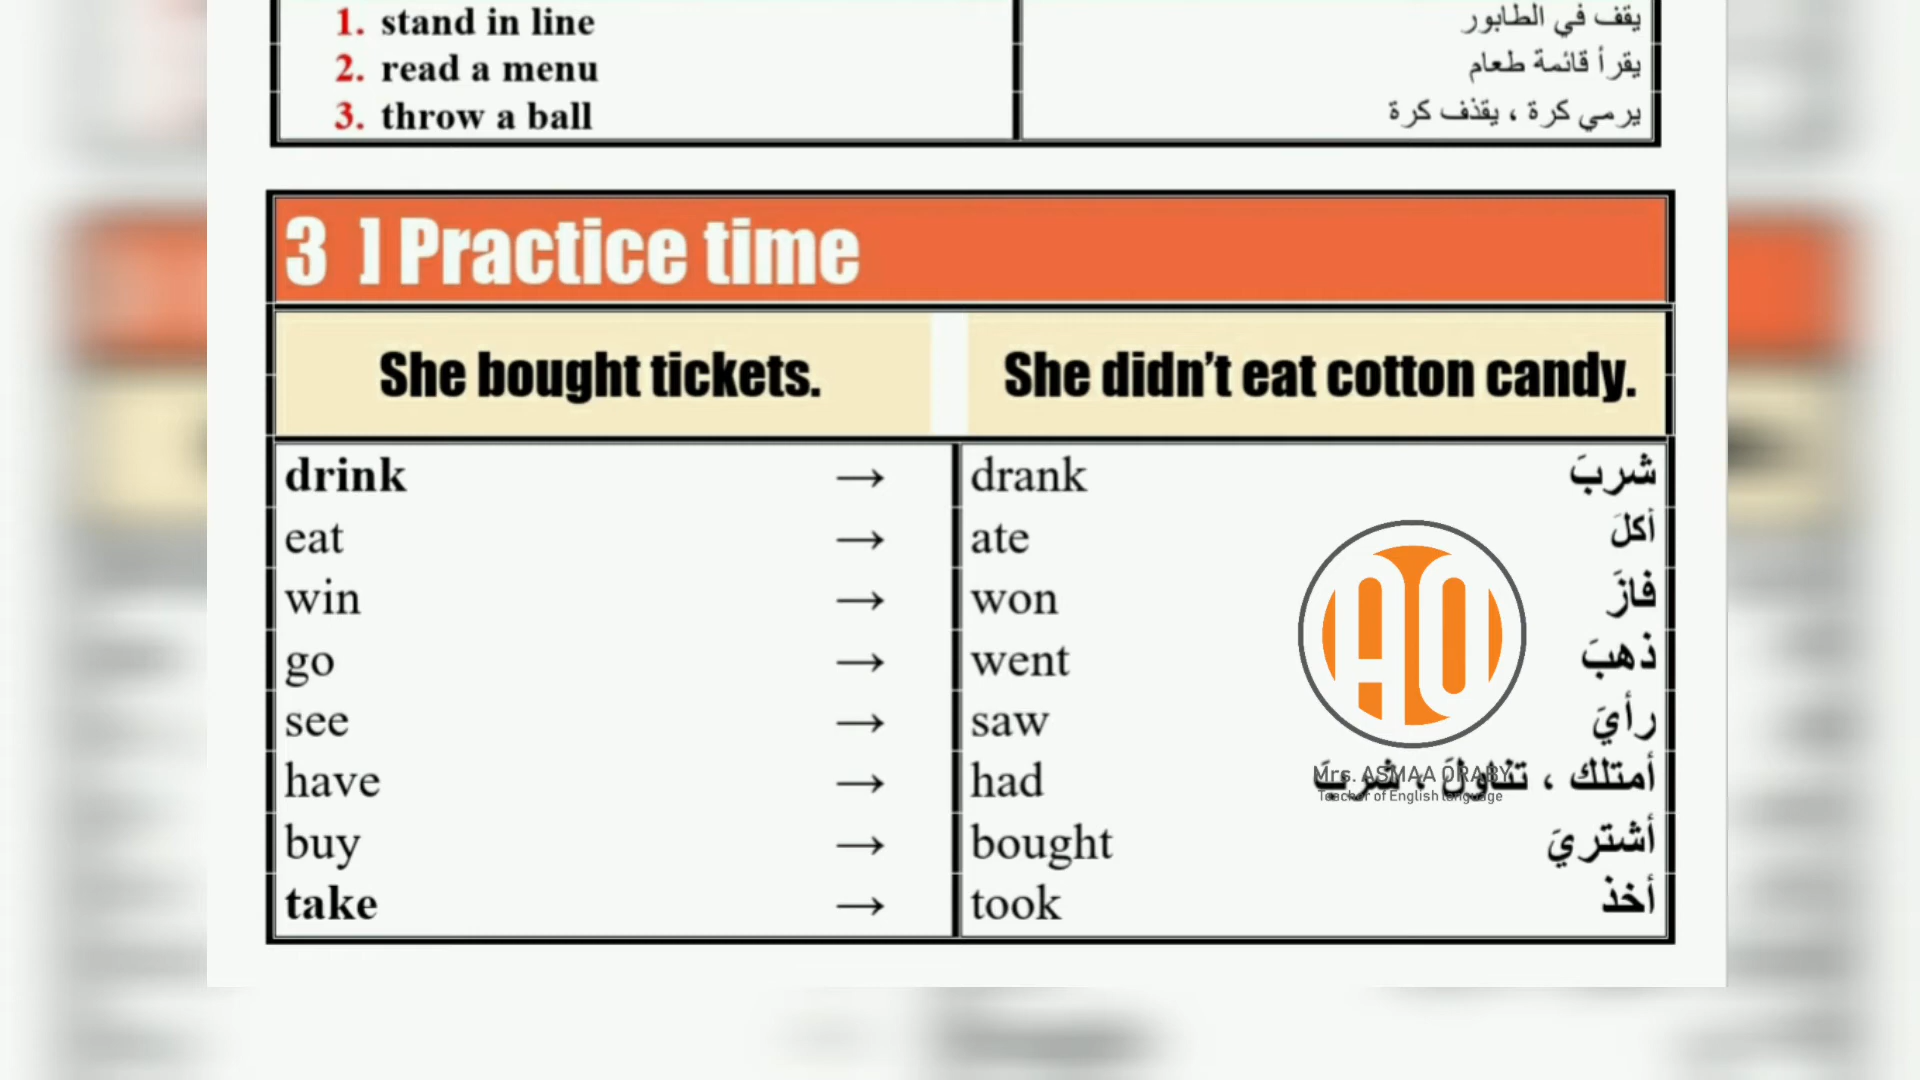 1. stand in line يقف في الطابور
2. read a menu يقرأ قائمة طعام
3. throw a ball يرمي كرة ، يقذف كرة
3 ] Practice time
She bought tickets. She didn't eat cotton candy.
drink → drank شربَ
eat → ate أكلَ
win → won فازَ
go → went ذهبَ
see → saw رأيَ
have → had أمتلك ، تناولَ ، شربَ
buy → bought أشتريَ
take → took أخذ
AO
Mrs. ASMAA ORABY
Teacher of English language